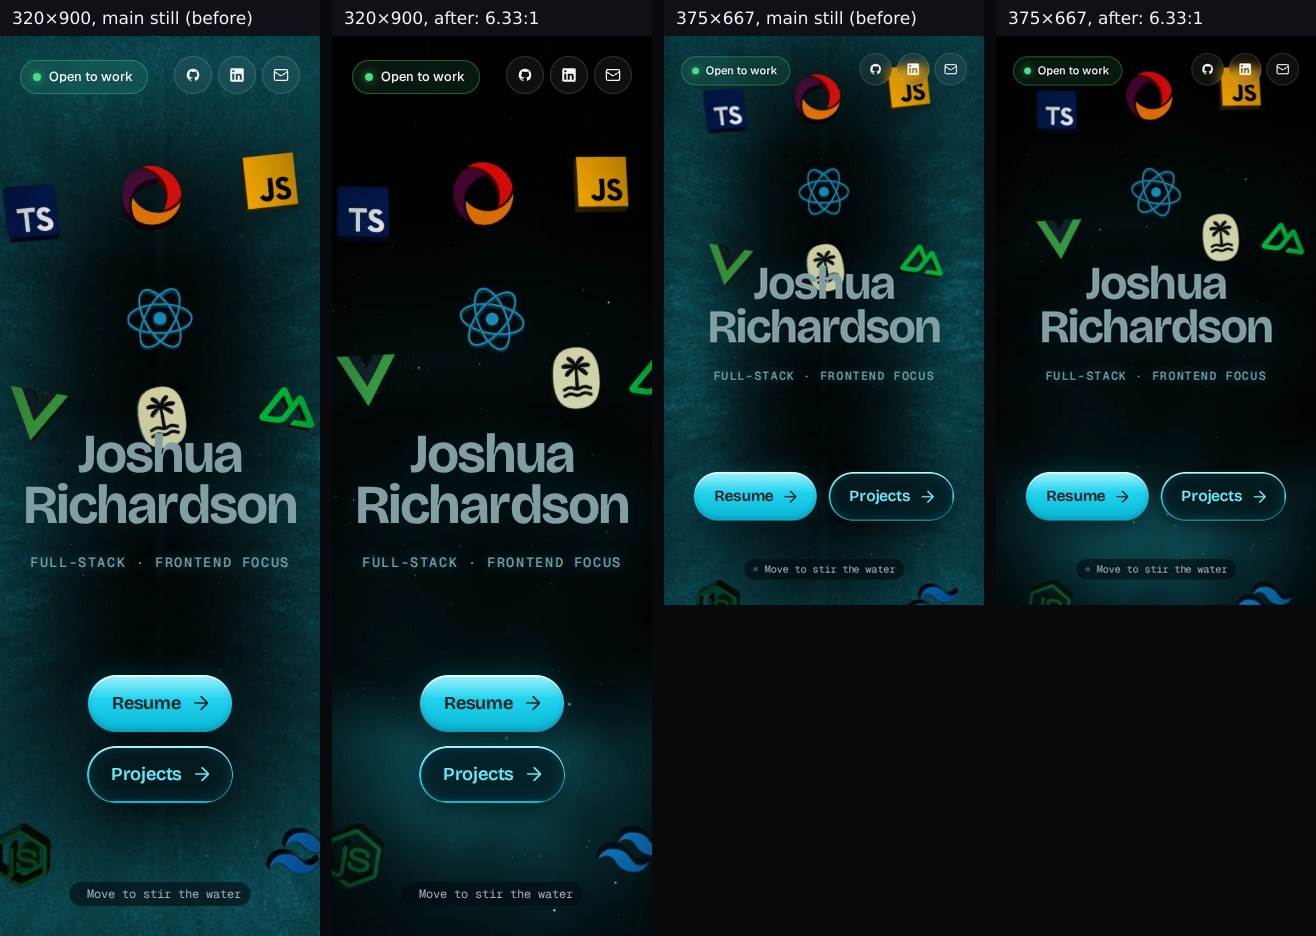 320×900, main still (before)
Open to work
TS
JS
Joshua
Richardson
FULL-STACK · FRONTEND FOCUS
Resume →
Projects →
JS
Move to stir the water
320×900, after: 6.33:1
Open to work
TS
JS
Joshua
Richardson
FULL-STACK · FRONTEND FOCUS
Resume →
Projects →
JS
Move to stir the water
375×667, main still (before)
Open to work
in
JS
TS
Joshua
Richardson
FULL-STACK · FRONTEND FOCUS
Resume →
Projects →
Move to stir the water
375×667, after: 6.33:1
Open to work
in
JS
TS
Joshua
Richardson
FULL-STACK · FRONTEND FOCUS
Resume →
Projects →
Move to stir the water